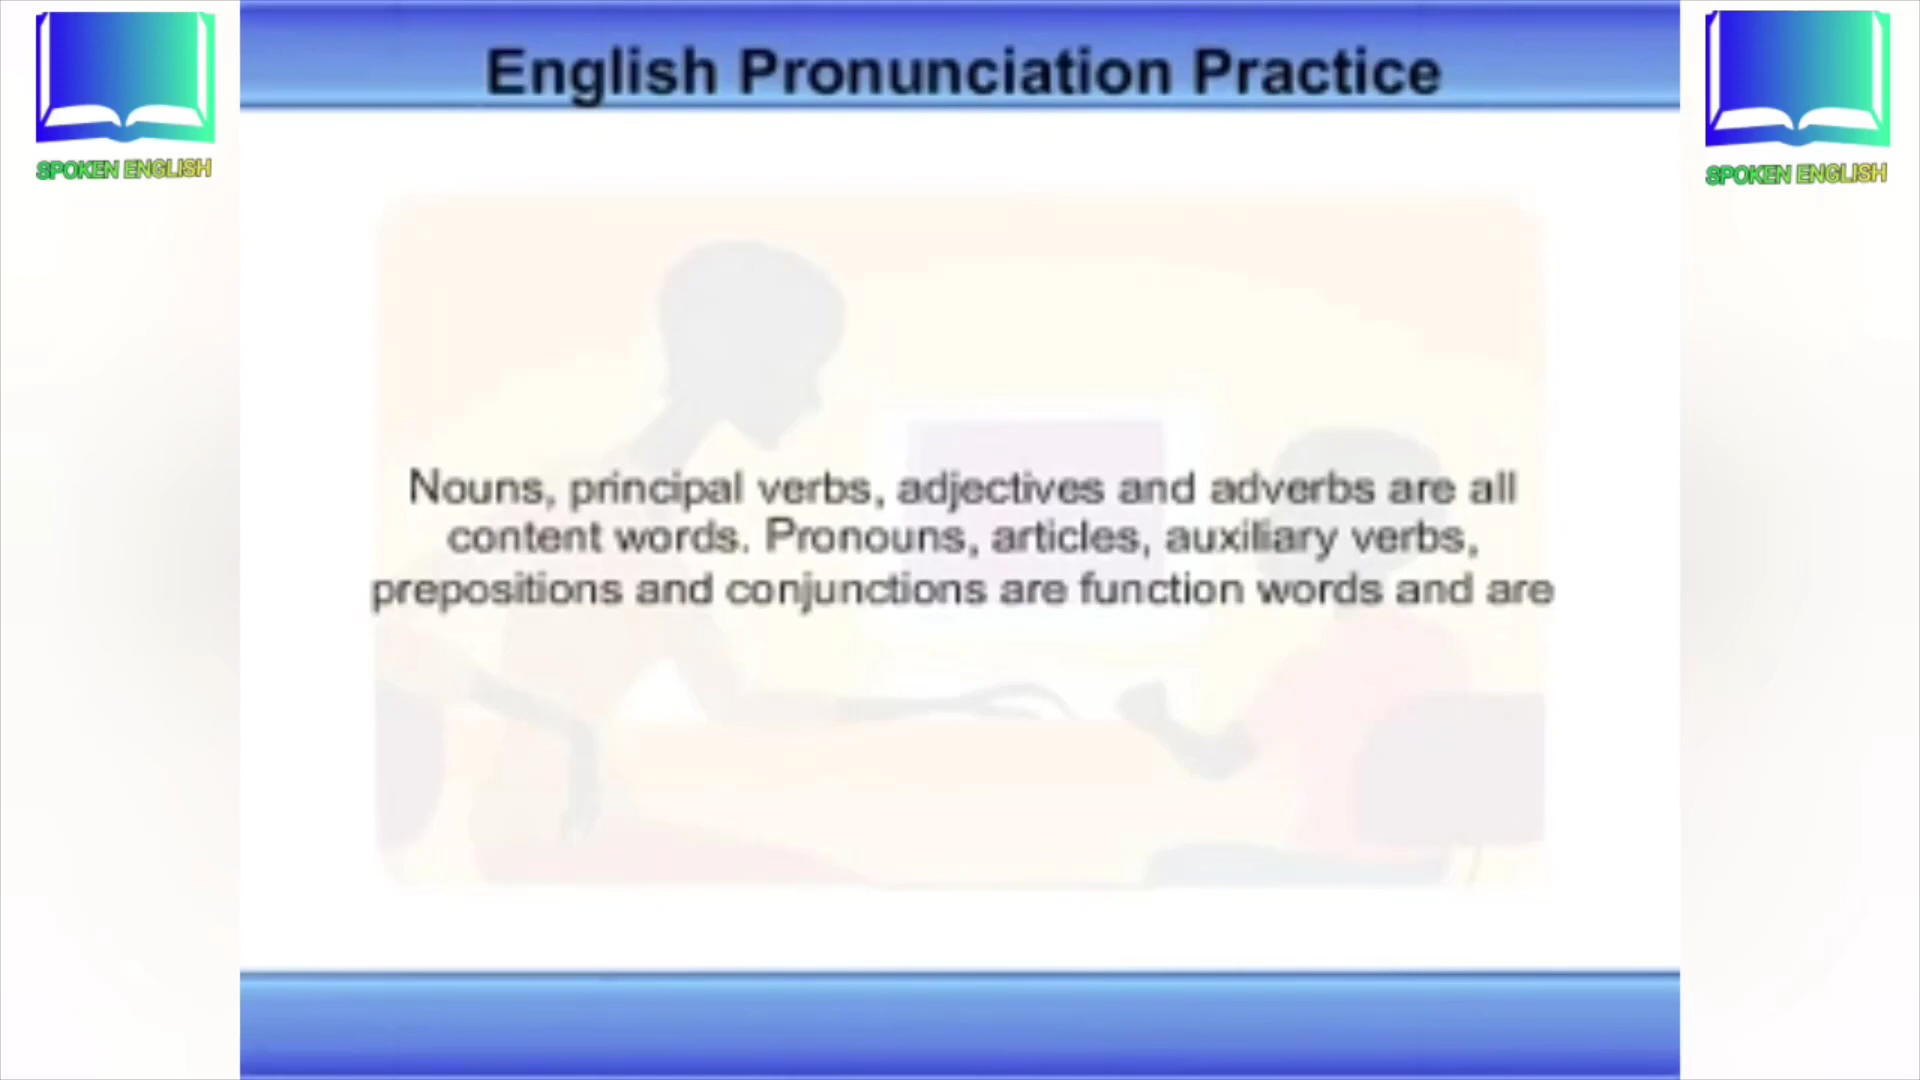 English Pronunciation Practice
SPOKEN ENGLISH
SPOKEN ENGLISH
Nouns, principal verbs, adjectives and adverbs are all
content words. Pronouns, articles, auxiliary verbs,
prepositions and conjunctions are function words and are